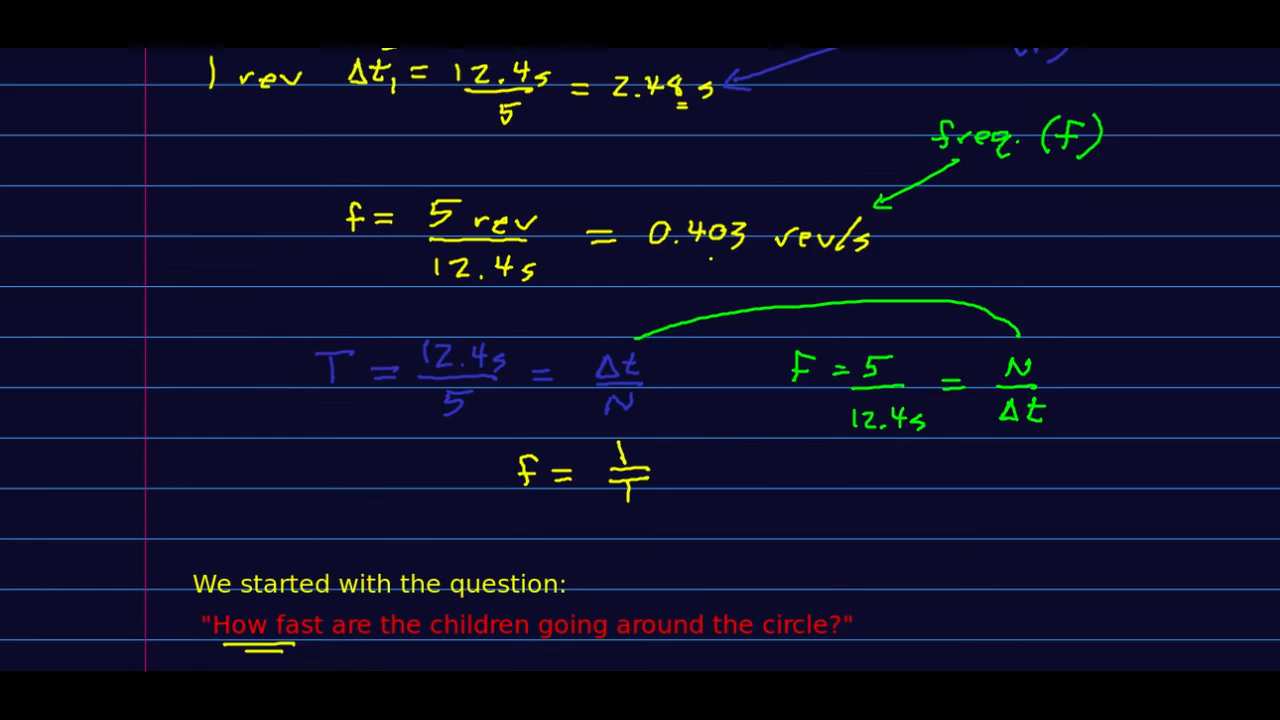 1 rev Δt₁ = 12.4s / 5 = 2.48 s
freq. (f)
f = 5 rev / 12.4s = 0.403 rev/s
T = 12.4s / 5 = Δt / N
F = 5 / 12.4s = N / Δt
f = 1 / T
We started with the question:
"How fast are the children going around the circle?"